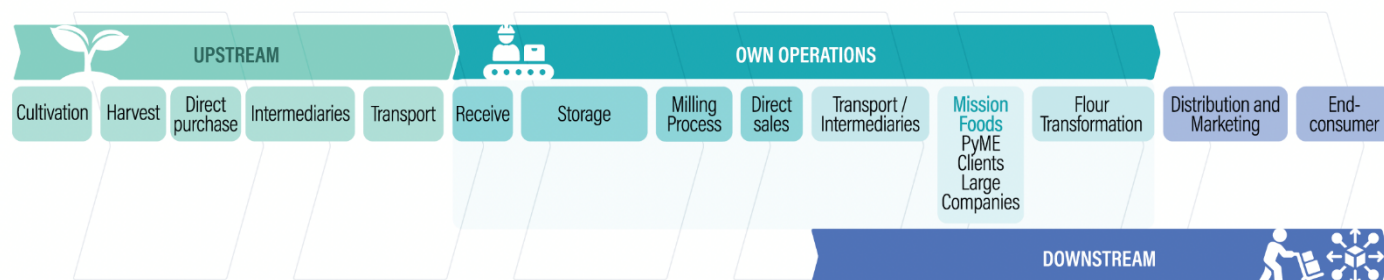 UPSTREAM
OWN OPERATIONS
Cultivation
Harvest
Direct
purchase
Intermediaries
Transport
Receive
Storage
Milling
Process
Direct
sales
Transport /
Intermediaries
Mission
Foods
PyME
Clients
Large
Companies
Flour
Transformation
Distribution and
Marketing
End-
consumer
DOWNSTREAM